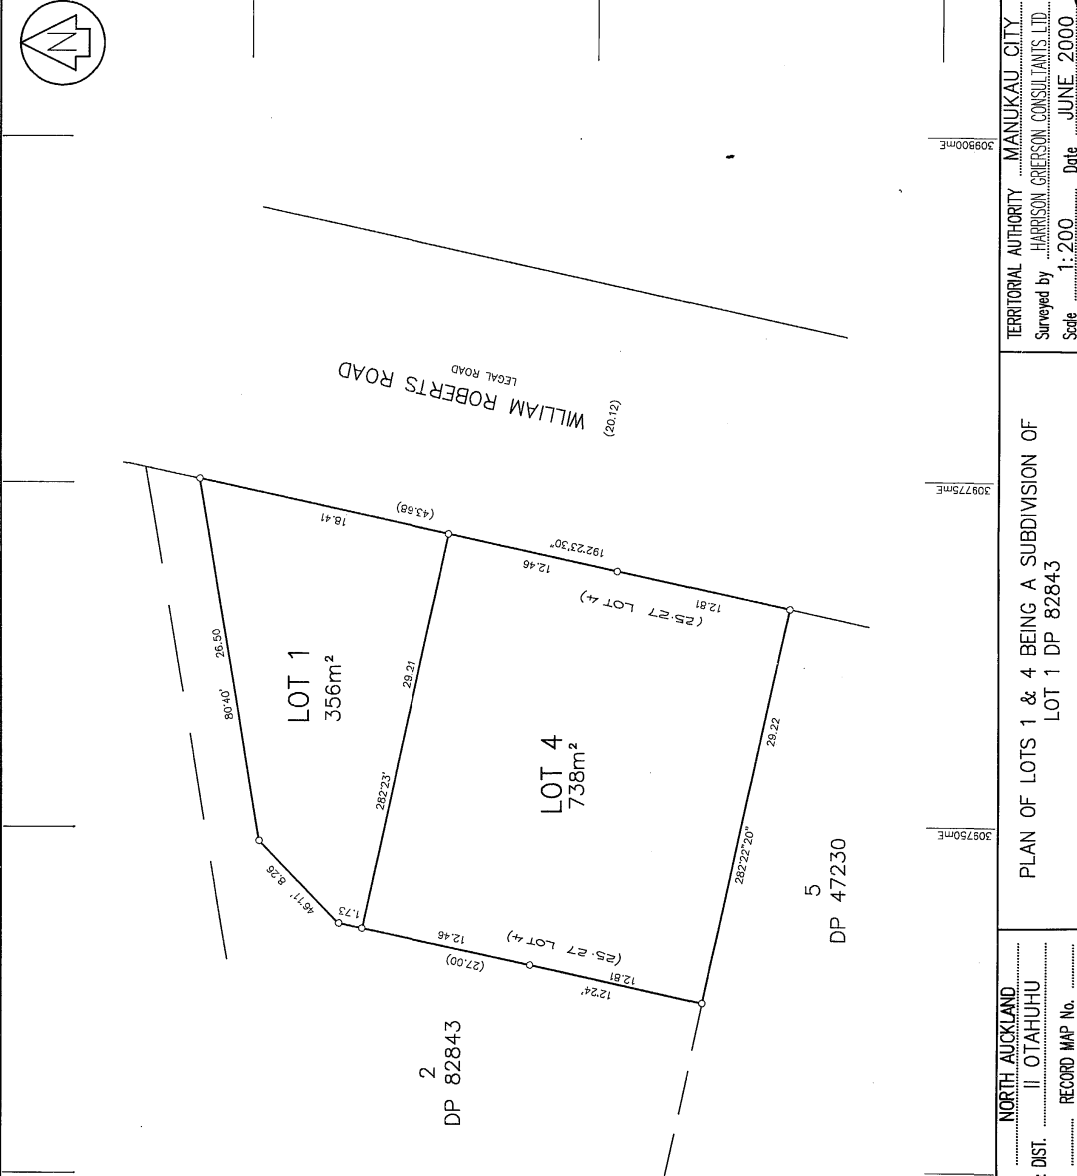 N
309800mE
309775mE
309750mE
WILLIAM ROBERTS ROAD
LEGAL ROAD
(20.12)
18.41
(43.68)
12.46
192°23'30"
12.81
(25.27 LOT 4)
26.50
80°40'
LOT 1
356m²
29.21
282°23'
LOT 4
738m²
29.22
282°22'20"
8.26
46°11'
1.73
12.46
(27.00)
(25.27 LOT 4)
12.81
12°24'
5
DP 47230
2
DP 82843
TERRITORIAL AUTHORITY MANUKAU CITY
Surveyed by HARRISON GRIERSON CONSULTANTS LTD
Scale 1:200 Date JUNE 2000
PLAN OF LOTS 1 & 4 BEING A SUBDIVISION OF
LOT 1 DP 82843
NORTH AUCKLAND
DIST. II OTAHUHU
RECORD MAP No.